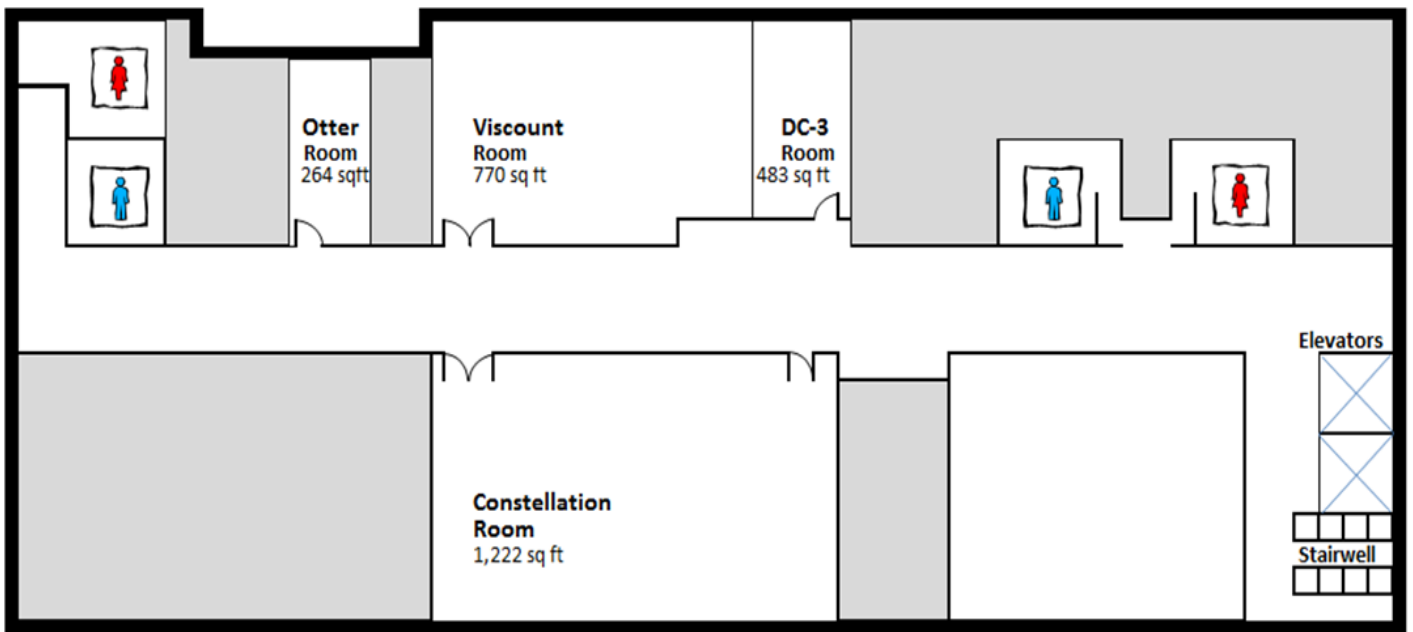 Otter
Room
264 sqft
Viscount
Room
770 sq ft
DC-3
Room
483 sq ft
Elevators
Constellation
Room
1,222 sq ft
Stairwell